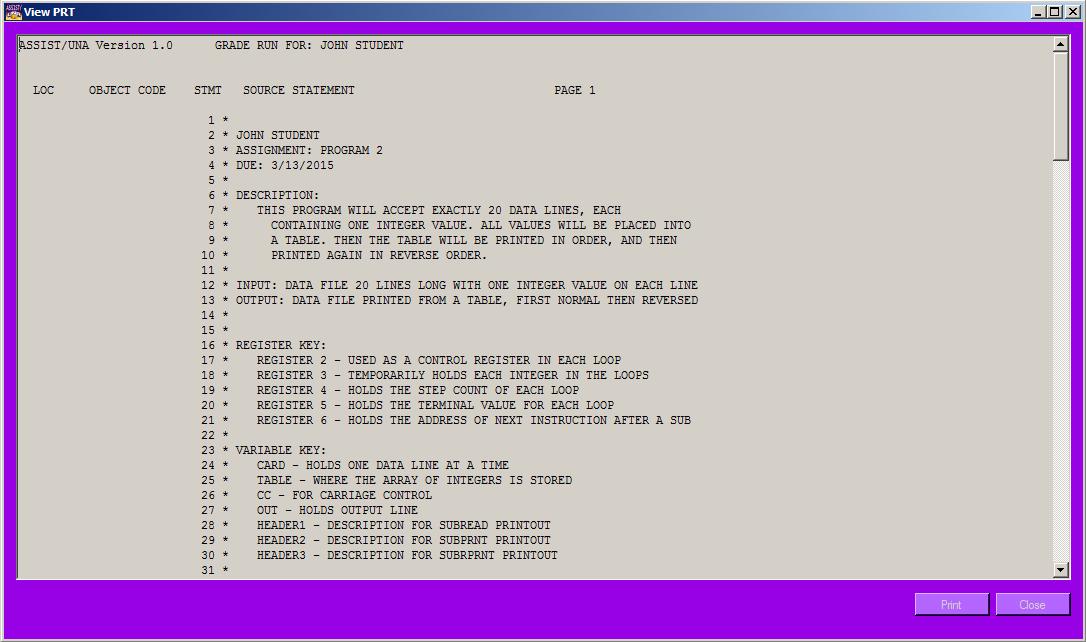 View PRT
ASSIST/UNA Version 1.0      GRADE RUN FOR: JOHN STUDENT
LOC     OBJECT CODE    STMT   SOURCE STATEMENT                             PAGE 1
1 *
2 * JOHN STUDENT
3 * ASSIGNMENT: PROGRAM 2
4 * DUE: 3/13/2015
5 *
6 * DESCRIPTION:
7 *    THIS PROGRAM WILL ACCEPT EXACTLY 20 DATA LINES, EACH
8 *      CONTAINING ONE INTEGER VALUE. ALL VALUES WILL BE PLACED INTO
9 *      A TABLE. THEN THE TABLE WILL BE PRINTED IN ORDER, AND THEN
10 *      PRINTED AGAIN IN REVERSE ORDER.
11 *
12 * INPUT: DATA FILE 20 LINES LONG WITH ONE INTEGER VALUE ON EACH LINE
13 * OUTPUT: DATA FILE PRINTED FROM A TABLE, FIRST NORMAL THEN REVERSED
14 *
15 *
16 * REGISTER KEY:
17 *    REGISTER 2 - USED AS A CONTROL REGISTER IN EACH LOOP
18 *    REGISTER 3 - TEMPORARILY HOLDS EACH INTEGER IN THE LOOPS
19 *    REGISTER 4 - HOLDS THE STEP COUNT OF EACH LOOP
20 *    REGISTER 5 - HOLDS THE TERMINAL VALUE FOR EACH LOOP
21 *    REGISTER 6 - HOLDS THE ADDRESS OF NEXT INSTRUCTION AFTER A SUB
22 *
23 * VARIABLE KEY:
24 *    CARD - HOLDS ONE DATA LINE AT A TIME
25 *    TABLE - WHERE THE ARRAY OF INTEGERS IS STORED
26 *    CC - FOR CARRIAGE CONTROL
27 *    OUT - HOLDS OUTPUT LINE
28 *    HEADER1 - DESCRIPTION FOR SUBREAD PRINTOUT
29 *    HEADER2 - DESCRIPTION FOR SUBPRNT PRINTOUT
30 *    HEADER3 - DESCRIPTION FOR SUBRPRNT PRINTOUT
31 *
Print
Close